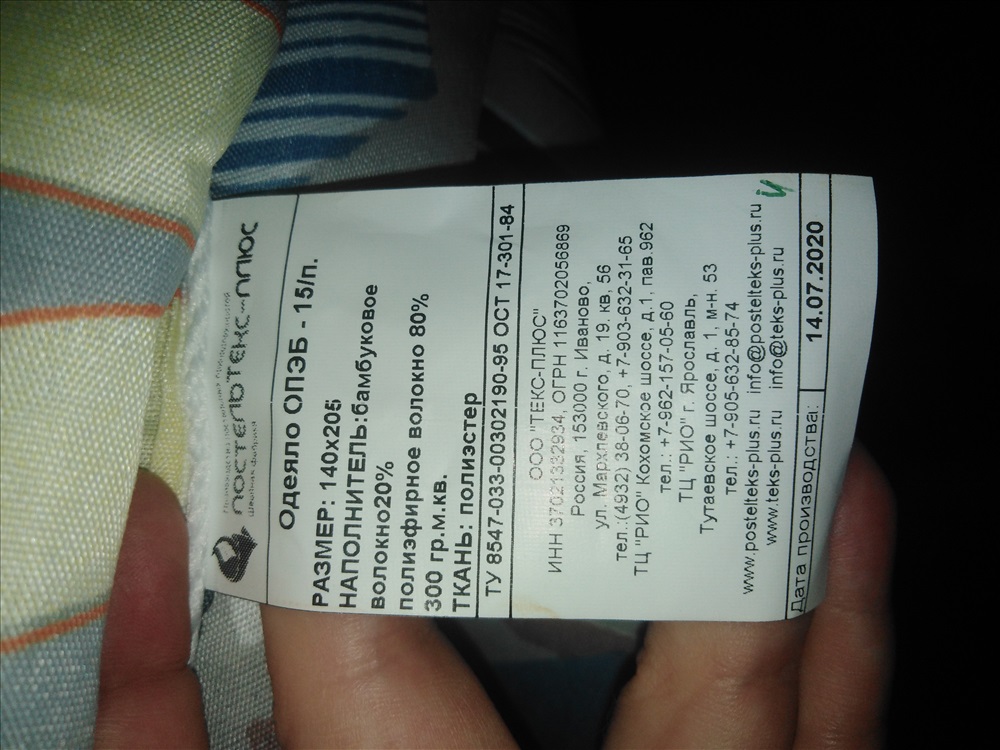 ПОСТЕЛЬТЕКС-ПЛЮС
Швейная фабрика
ОДЕЯЛО ОПЭБ - 15/п.
РАЗМЕР: 140х205
НАПОЛНИТЕЛЬ:бамбуковое
волокно20%
полиэфирное волокно 80%
300 гр.м.кв.
ТКАНЬ: полиэстер
ТУ 8547-033-00302190-95 ОСТ 17-301-84
ООО "ТЕКС-ПЛЮС"
ИНН 37021332934, ОГРН 1163702056869
Россия, 153000 г. Иваново,
ул. Мархлевского, д. 19. кв, 56
тел.:(4932) 38-06-70, +7-903-632-31-65
ТЦ "РИО" Кохомское шоссе, д.1, пав.962
тел.: +7-962-157-05-60
ТЦ "РИО" г. Ярославль,
Тутаевское шоссе, д. 1, м-н. 53
тел.: +7-905-632-85-74
www.postelteks-plus.ru info@postelteks-plus.ru
www.teks-plus.ru info@teks-plus.ru
Дата производства: 14.07.2020